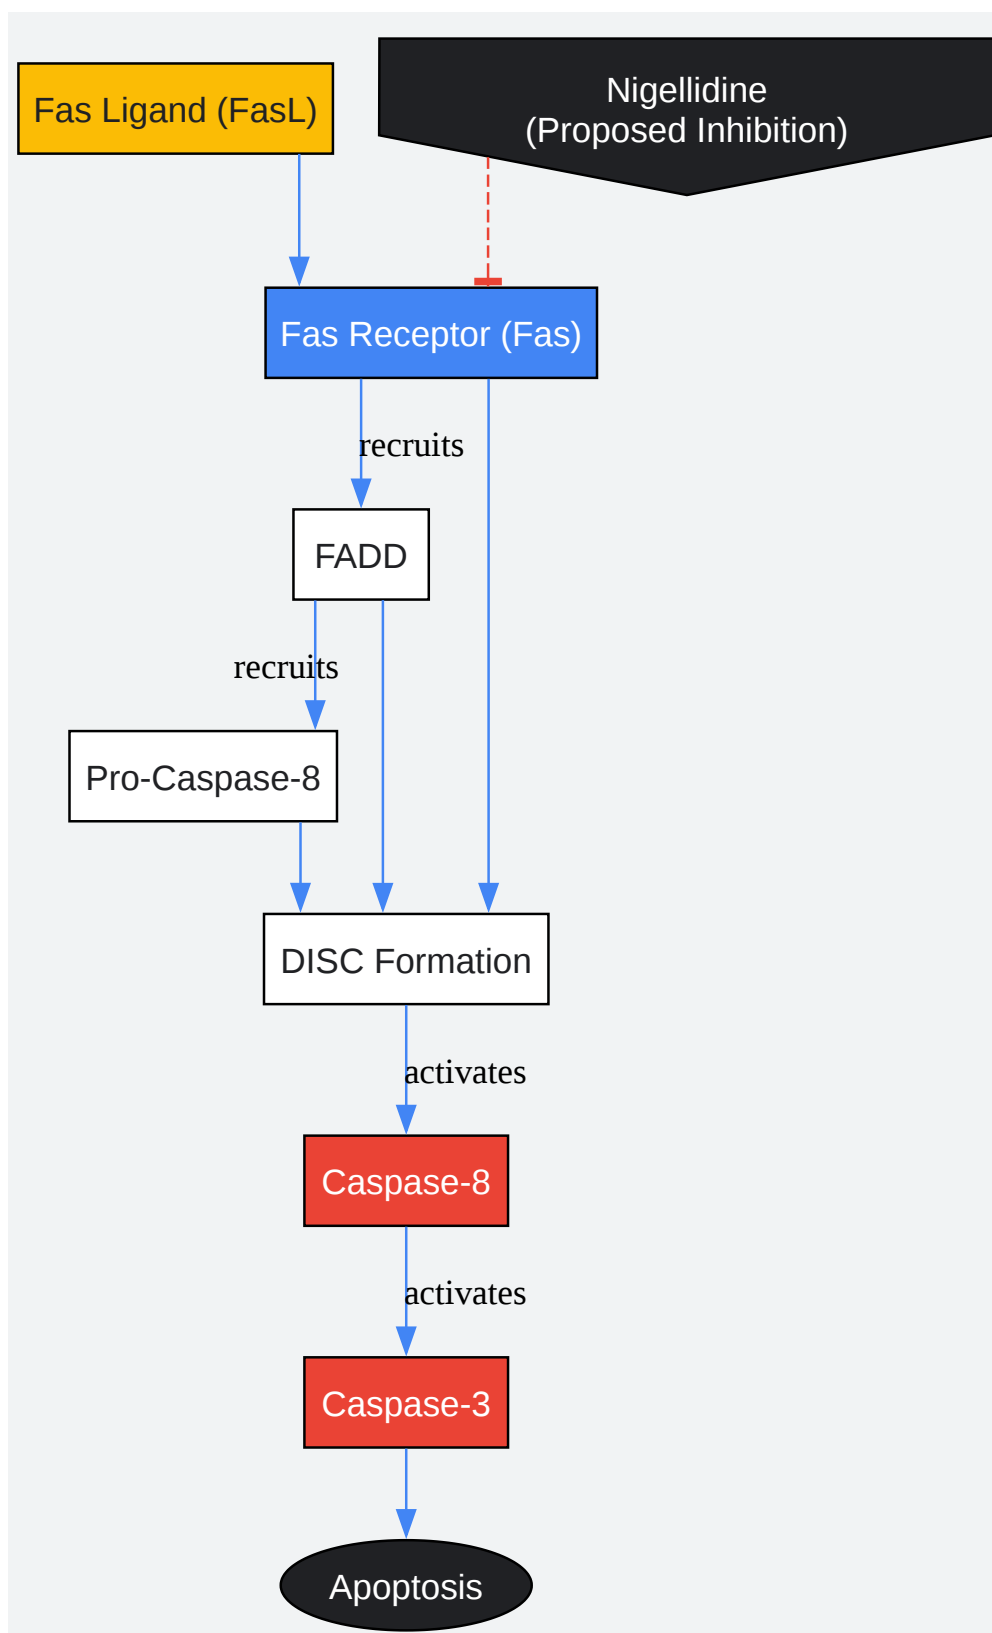 Fas Ligand (FasL)
Nigellidine
(Proposed Inhibition)
Fas Receptor (Fas)
recruits
FADD
recruits
Pro-Caspase-8
DISC Formation
activates
Caspase-8
activates
Caspase-3
Apoptosis